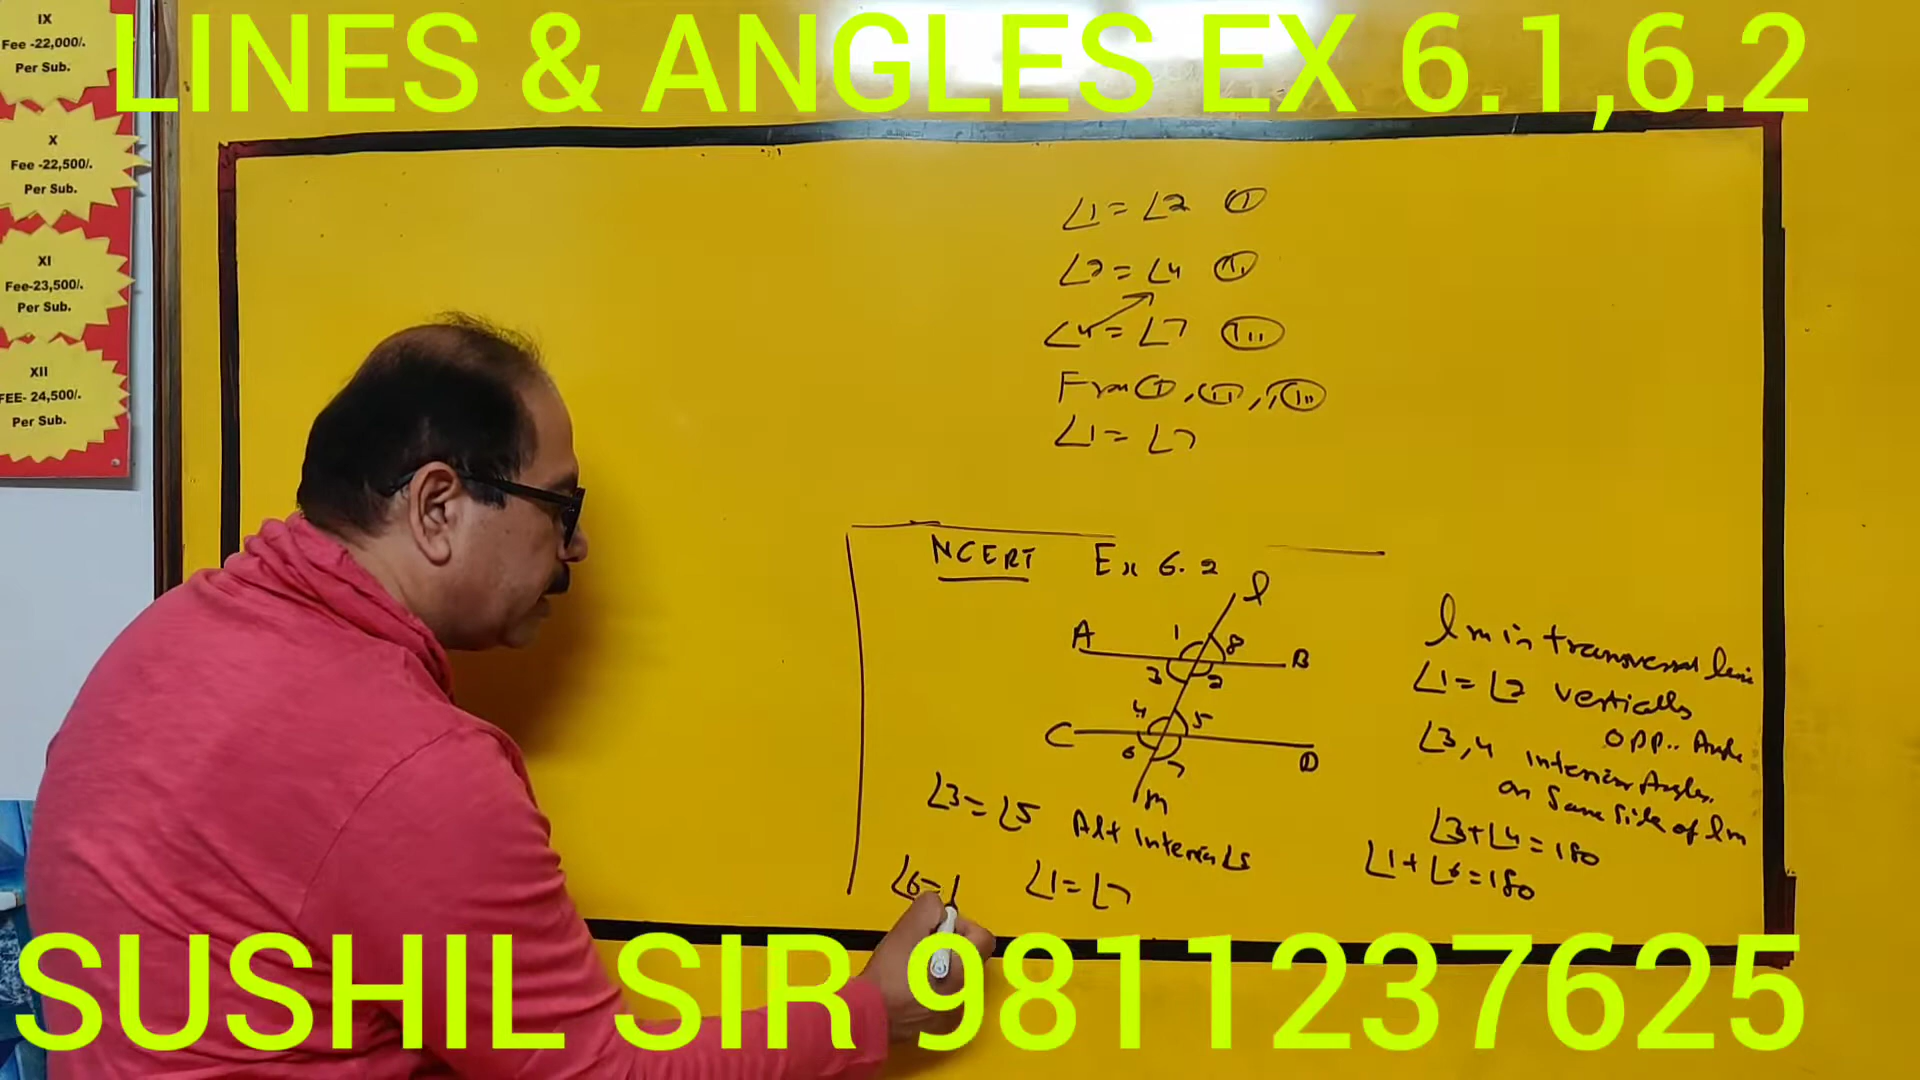 LINES & ANGLES EX 6.1,6.2
IX
Fee -22,000/.
Per Sub.
X
Fee -22,500/.
Per Sub.
XI
Fee-23,500/.
Per Sub.
XII
FEE- 24,500/.
Per Sub.
∠1 = ∠2 (I)
∠2 = ∠4 (II)
∠4 = ∠7 (III)
From (I), (II), (III)
∠1 = ∠7
NCERT Ex 6.2
l
A 1 8 B
3 2
4 5
C 6 7 D
m
lm is transversal line
∠1 = ∠2 vertically
opp.. Angle
∠3,4 interior Angles
on Same Side of lm
∠3+∠4=180
∠1+∠6=180
∠3=∠5 Alt Interior ∠s
∠6= ∠1=∠7
SUSHIL SIR 9811237625